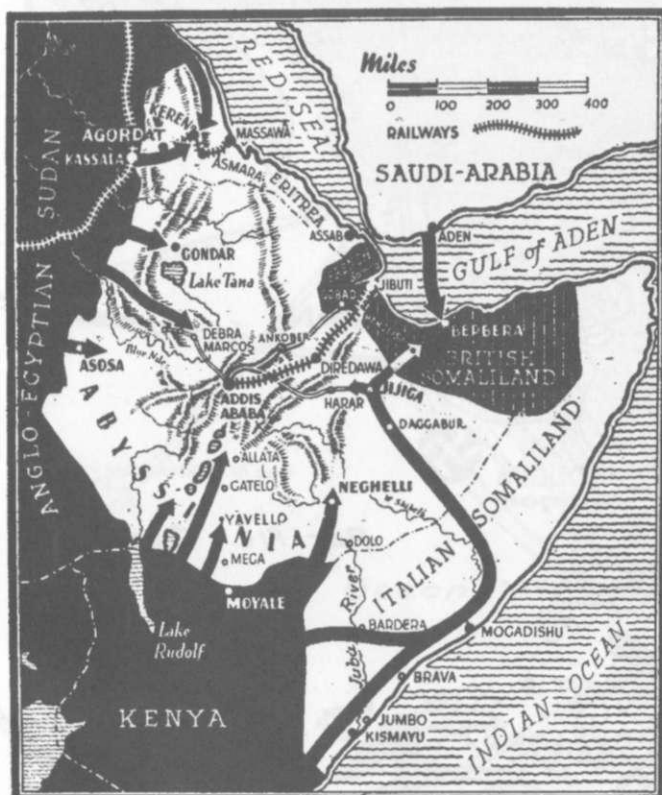 Miles
0 100 200 300 400
RAILWAYS
RED SEA
SAUDI-ARABIA
ANGLO-EGYPTIAN SUDAN
KEREN
AGORDAT
MASSAWA
KASSALA
ASMARA
ERITREA
ASSAB
ADEN
GULF of ADEN
GONDAR
Lake Tana
JIBUTI
DEBRA
MARCOS
ANKOBER
BERBERA
BRITISH
SOMALILAND
Blue Nile
ASOSA
DIREDAWA
ADDIS
ABABA
HARAR
JIJIGA
DAGGABUR
ABYSSINIA
ALLATA
GATELO
NEGHELLI
YAVELLO
DOLO
MEGA
MOYALE
ITALIAN SOMALILAND
Juba River
BARDERA
MOGADISHU
Lake
Rudolf
BRAVA
KENYA
JUMBO
KISMAYU
INDIAN OCEAN